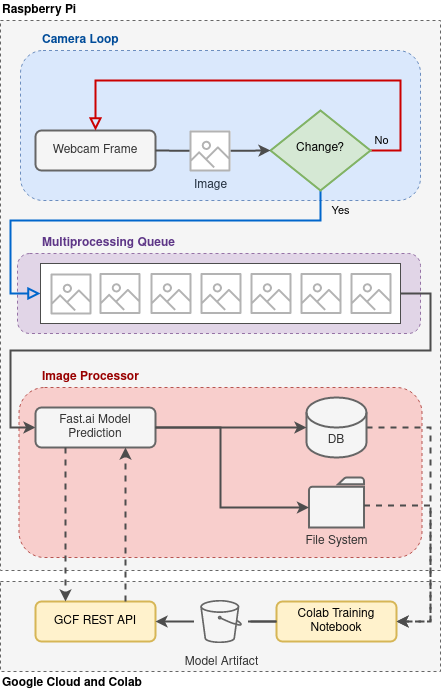 Raspberry Pi
Camera Loop
Webcam Frame
Image
Change?
No
Yes
Multiprocessing Queue
Image Processor
Fast.ai Model
Prediction
DB
File System
GCF REST API
Model Artifact
Colab Training
Notebook
Google Cloud and Colab